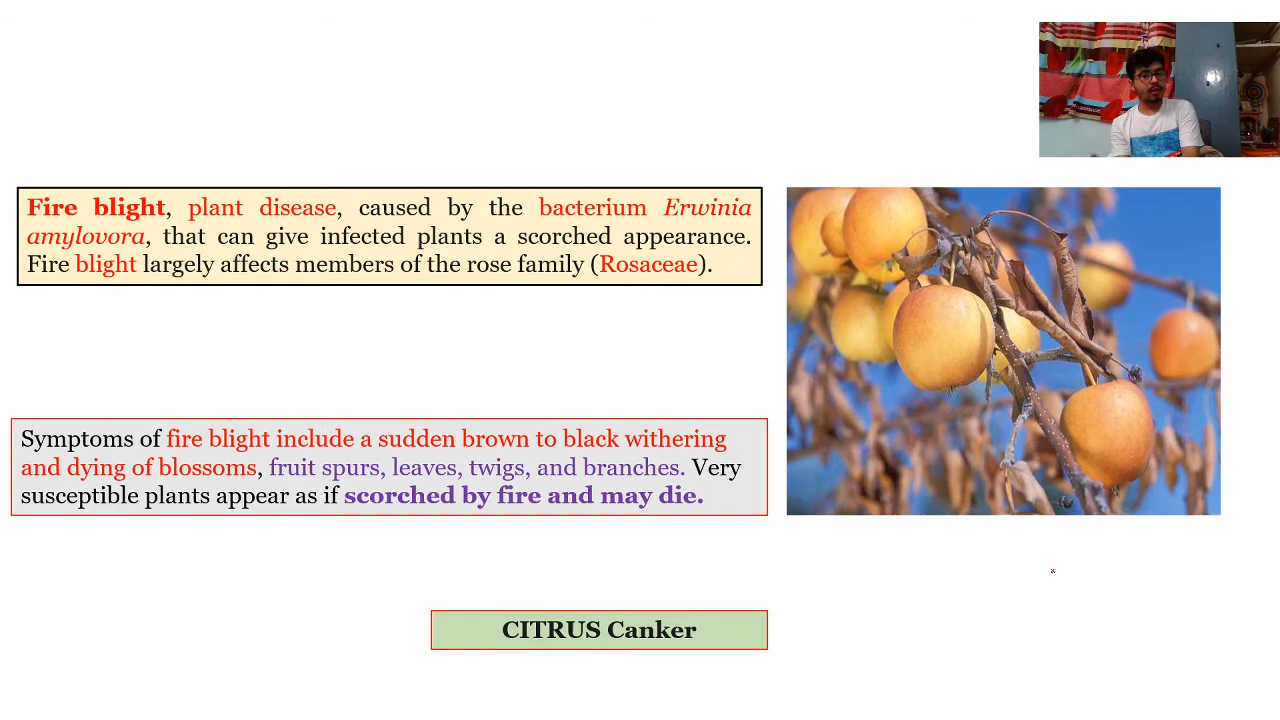 Fire blight, plant disease, caused by the bacterium Erwinia
amylovora, that can give infected plants a scorched appearance.
Fire blight largely affects members of the rose family (Rosaceae).
Symptoms of fire blight include a sudden brown to black withering
and dying of blossoms, fruit spurs, leaves, twigs, and branches. Very
susceptible plants appear as if scorched by fire and may die.
CITRUS Canker